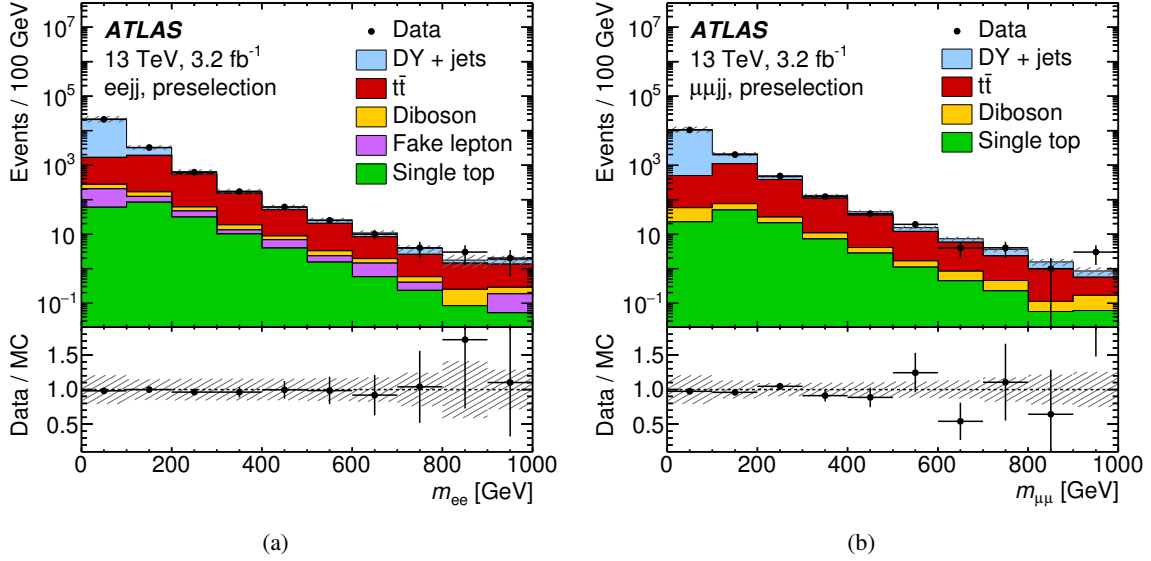 Events / 100 GeV
10⁷
10⁵
10³
10
10⁻¹
ATLAS
13 TeV, 3.2 fb⁻¹
eejj, preselection
Data
DY + jets
tt̄
Diboson
Fake lepton
Single top
Data / MC
1.5
1.0
0.5
0 200 400 600 800 1000
mₑₑ [GeV]
(a)
Events / 100 GeV
10⁷
10⁵
10³
10
10⁻¹
ATLAS
13 TeV, 3.2 fb⁻¹
μμjj, preselection
Data
DY + jets
tt̄
Diboson
Single top
Data / MC
1.5
1.0
0.5
0 200 400 600 800 1000
m_μμ [GeV]
(b)